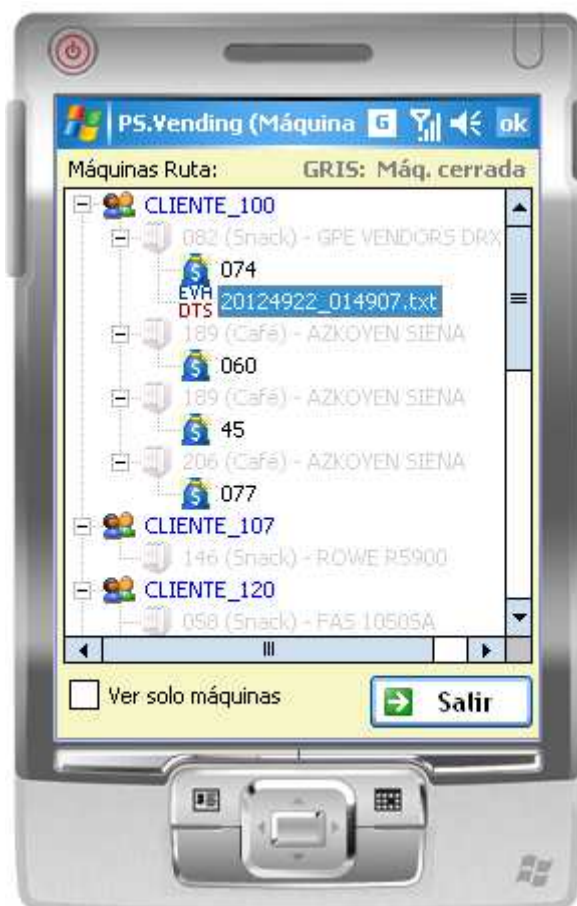 PS.Vending (Máquina G ok
Máquinas Ruta: GRIS: Máq. cerrada
CLIENTE_100
082 (Snack) - GPE VENDORS DRX
074
EVA DTS 20124922_014907.txt
189 (Café) - AZKOYEN SIENA
060
189 (Café) - AZKOYEN SIENA
45
206 (Café) - AZKOYEN SIENA
077
CLIENTE_107
146 (Snack) - ROWE R5900
CLIENTE_120
058 (Snack) - FAS 10505A
Ver solo máquinas
Salir